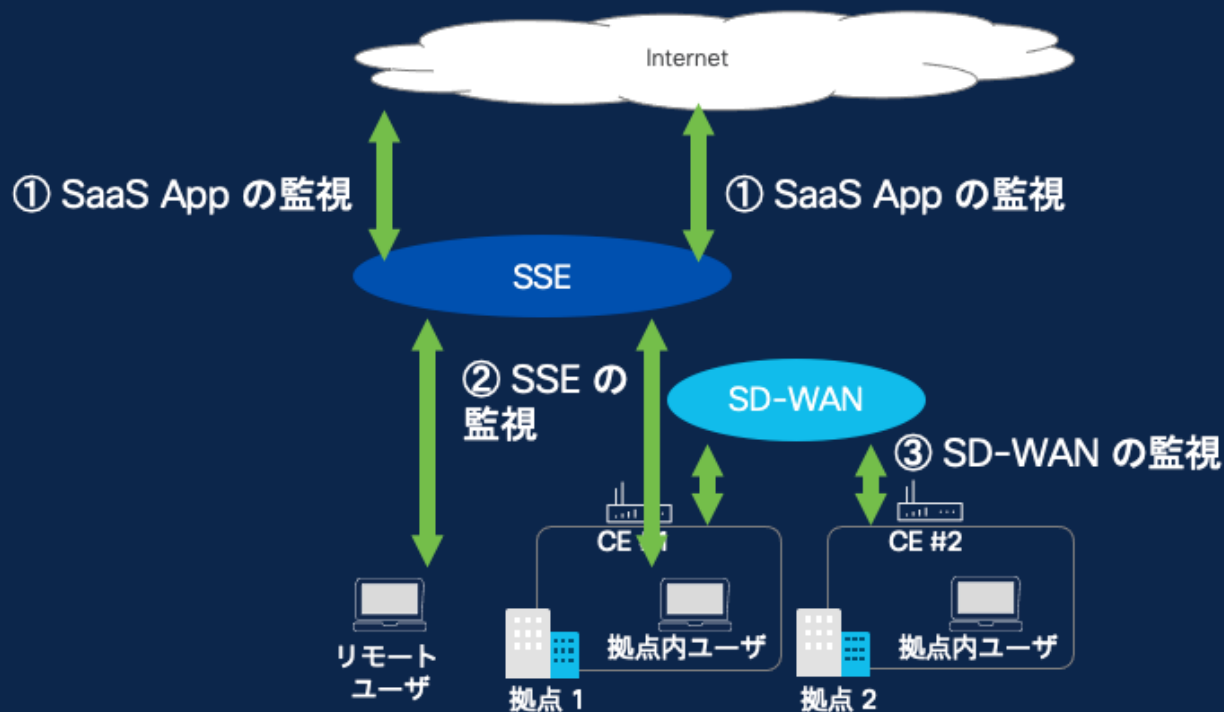 Internet
① SaaS App の監視
① SaaS App の監視
SSE
② SSE の
監視
SD-WAN
③ SD-WAN の監視
CE #1
CE #2
リモート
ユーザ
拠点内ユーザ
拠点 1
拠点内ユーザ
拠点 2